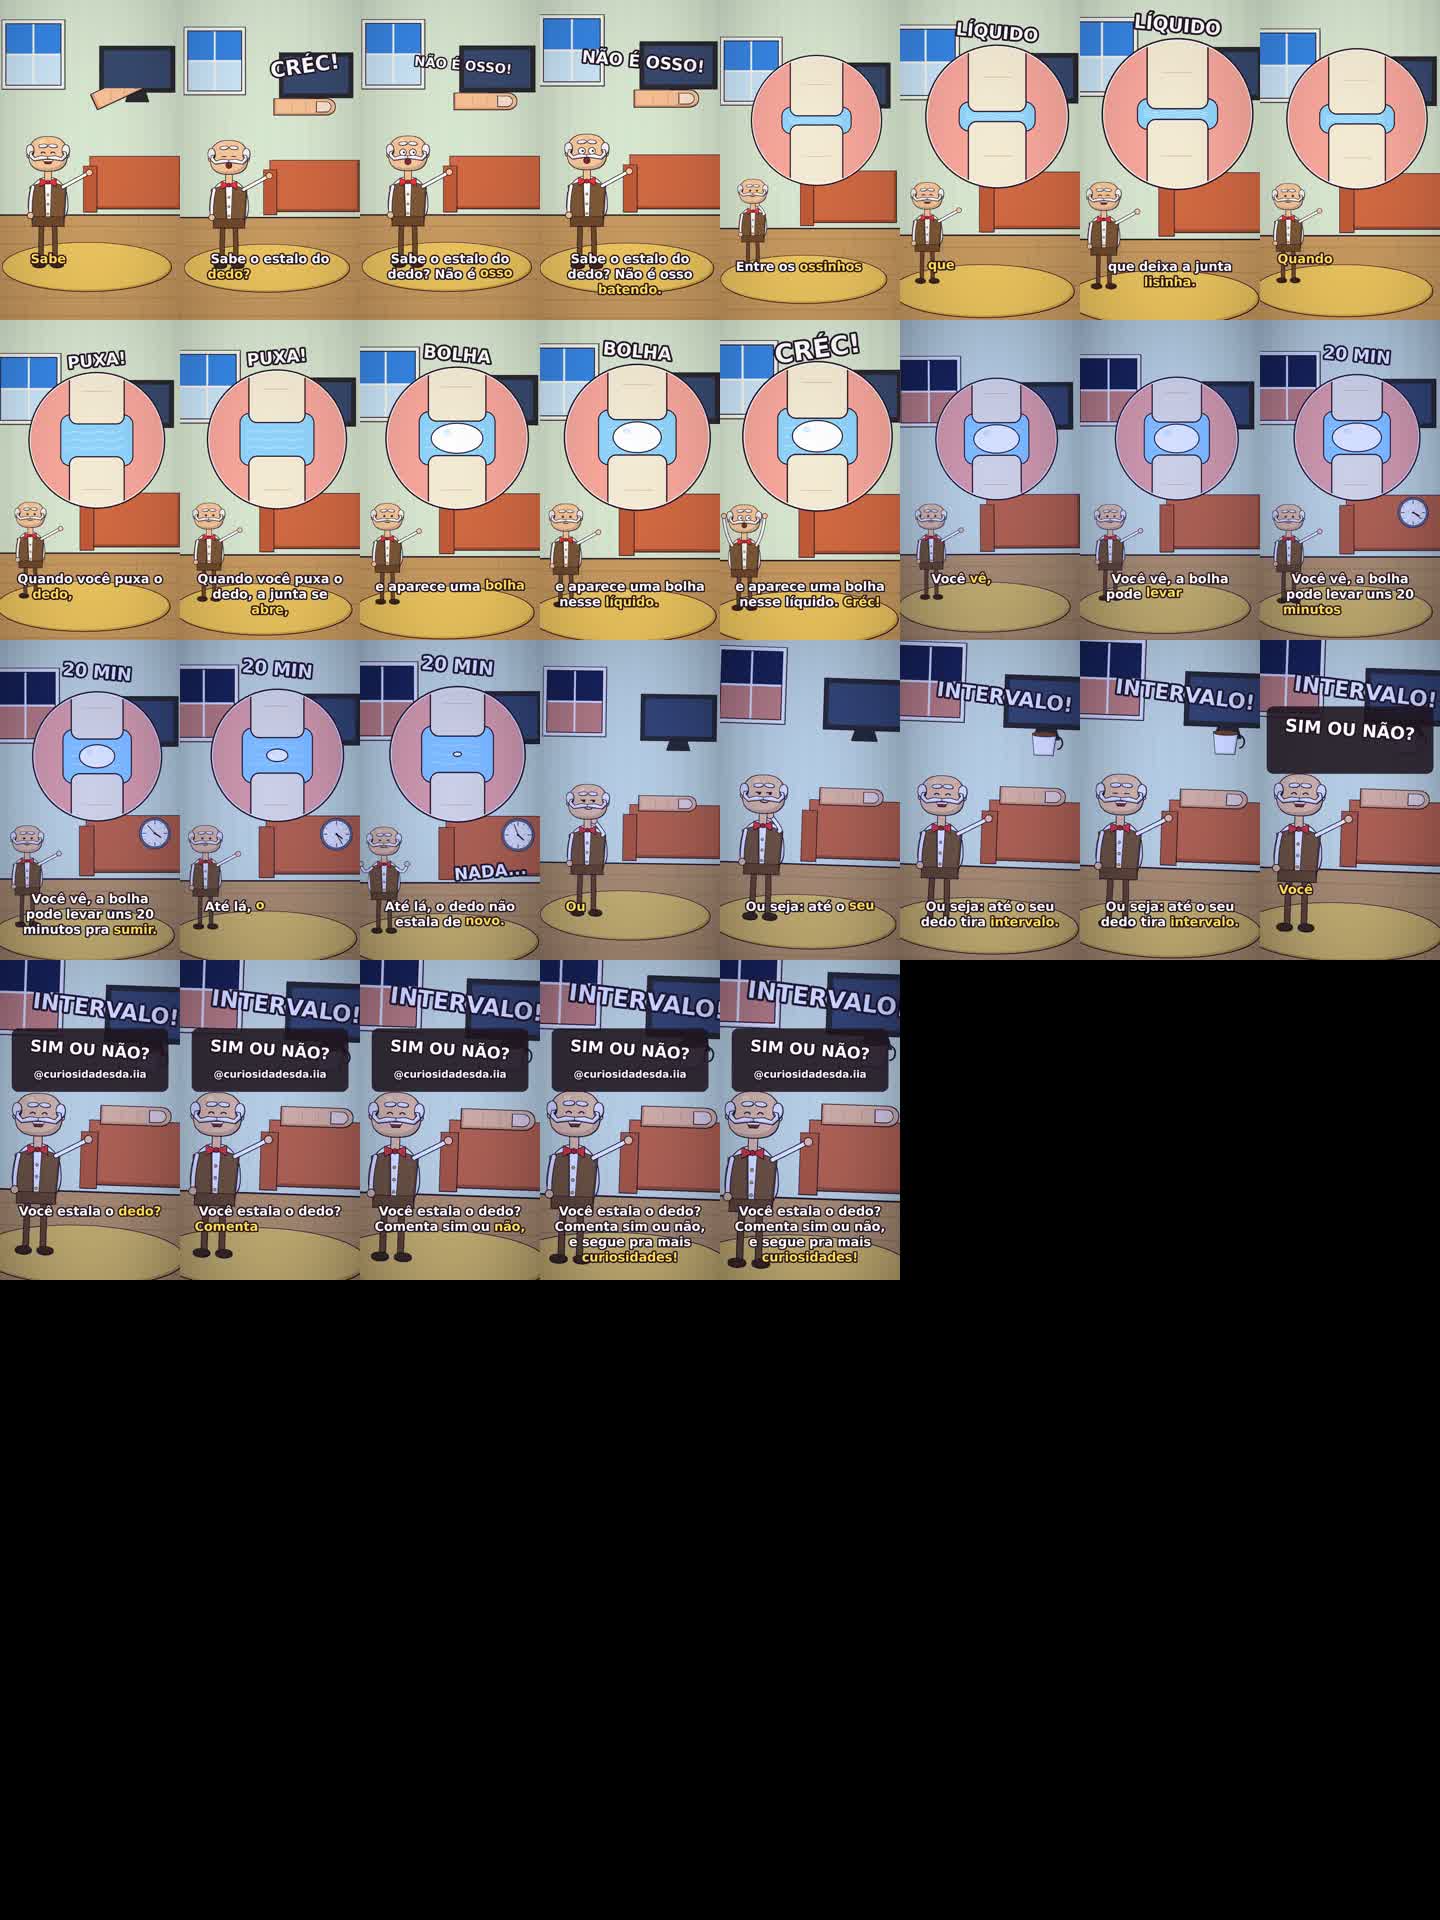 Sabe
CRÉC!
Sabe o estalo do
dedo?
NÃO É OSSO!
Sabe o estalo do
dedo? Não é osso
NÃO É OSSO!
Sabe o estalo do
dedo? Não é osso
batendo.
Entre os ossinhos
LÍQUIDO
que
LÍQUIDO
que deixa a junta
lisinha.
Quando
PUXA!
Quando você puxa o
dedo,
PUXA!
Quando você puxa o
dedo, a junta se
abre,
BOLHA
e aparece uma bolha
BOLHA
e aparece uma bolha
nesse líquido.
CRÉC!
e aparece uma bolha
nesse líquido. Créc!
Você vê,
Você vê, a bolha
pode levar
20 MIN
Você vê, a bolha
pode levar uns 20
minutos
20 MIN
Você vê, a bolha
pode levar uns 20
minutos pra sumir.
20 MIN
Até lá, o
20 MIN
NADA...
Até lá, o dedo não
estala de novo.
Ou
Ou seja: até o seu
INTERVALO!
Ou seja: até o seu
dedo tira intervalo.
INTERVALO!
Ou seja: até o seu
dedo tira intervalo.
INTERVALO!
SIM OU NÃO?
Você
INTERVALO!
SIM OU NÃO?
@curiosidadesda.iia
Você estala o dedo?
INTERVALO!
SIM OU NÃO?
@curiosidadesda.iia
Você estala o dedo?
Comenta
INTERVALO!
SIM OU NÃO?
@curiosidadesda.iia
Você estala o dedo?
Comenta sim ou não,
INTERVALO!
SIM OU NÃO?
@curiosidadesda.iia
Você estala o dedo?
Comenta sim ou não,
e segue pra mais
curiosidades!
INTERVALO
SIM OU NÃO?
@curiosidadesda.iia
Você estala o dedo?
Comenta sim ou não,
e segue pra mais
curiosidades!